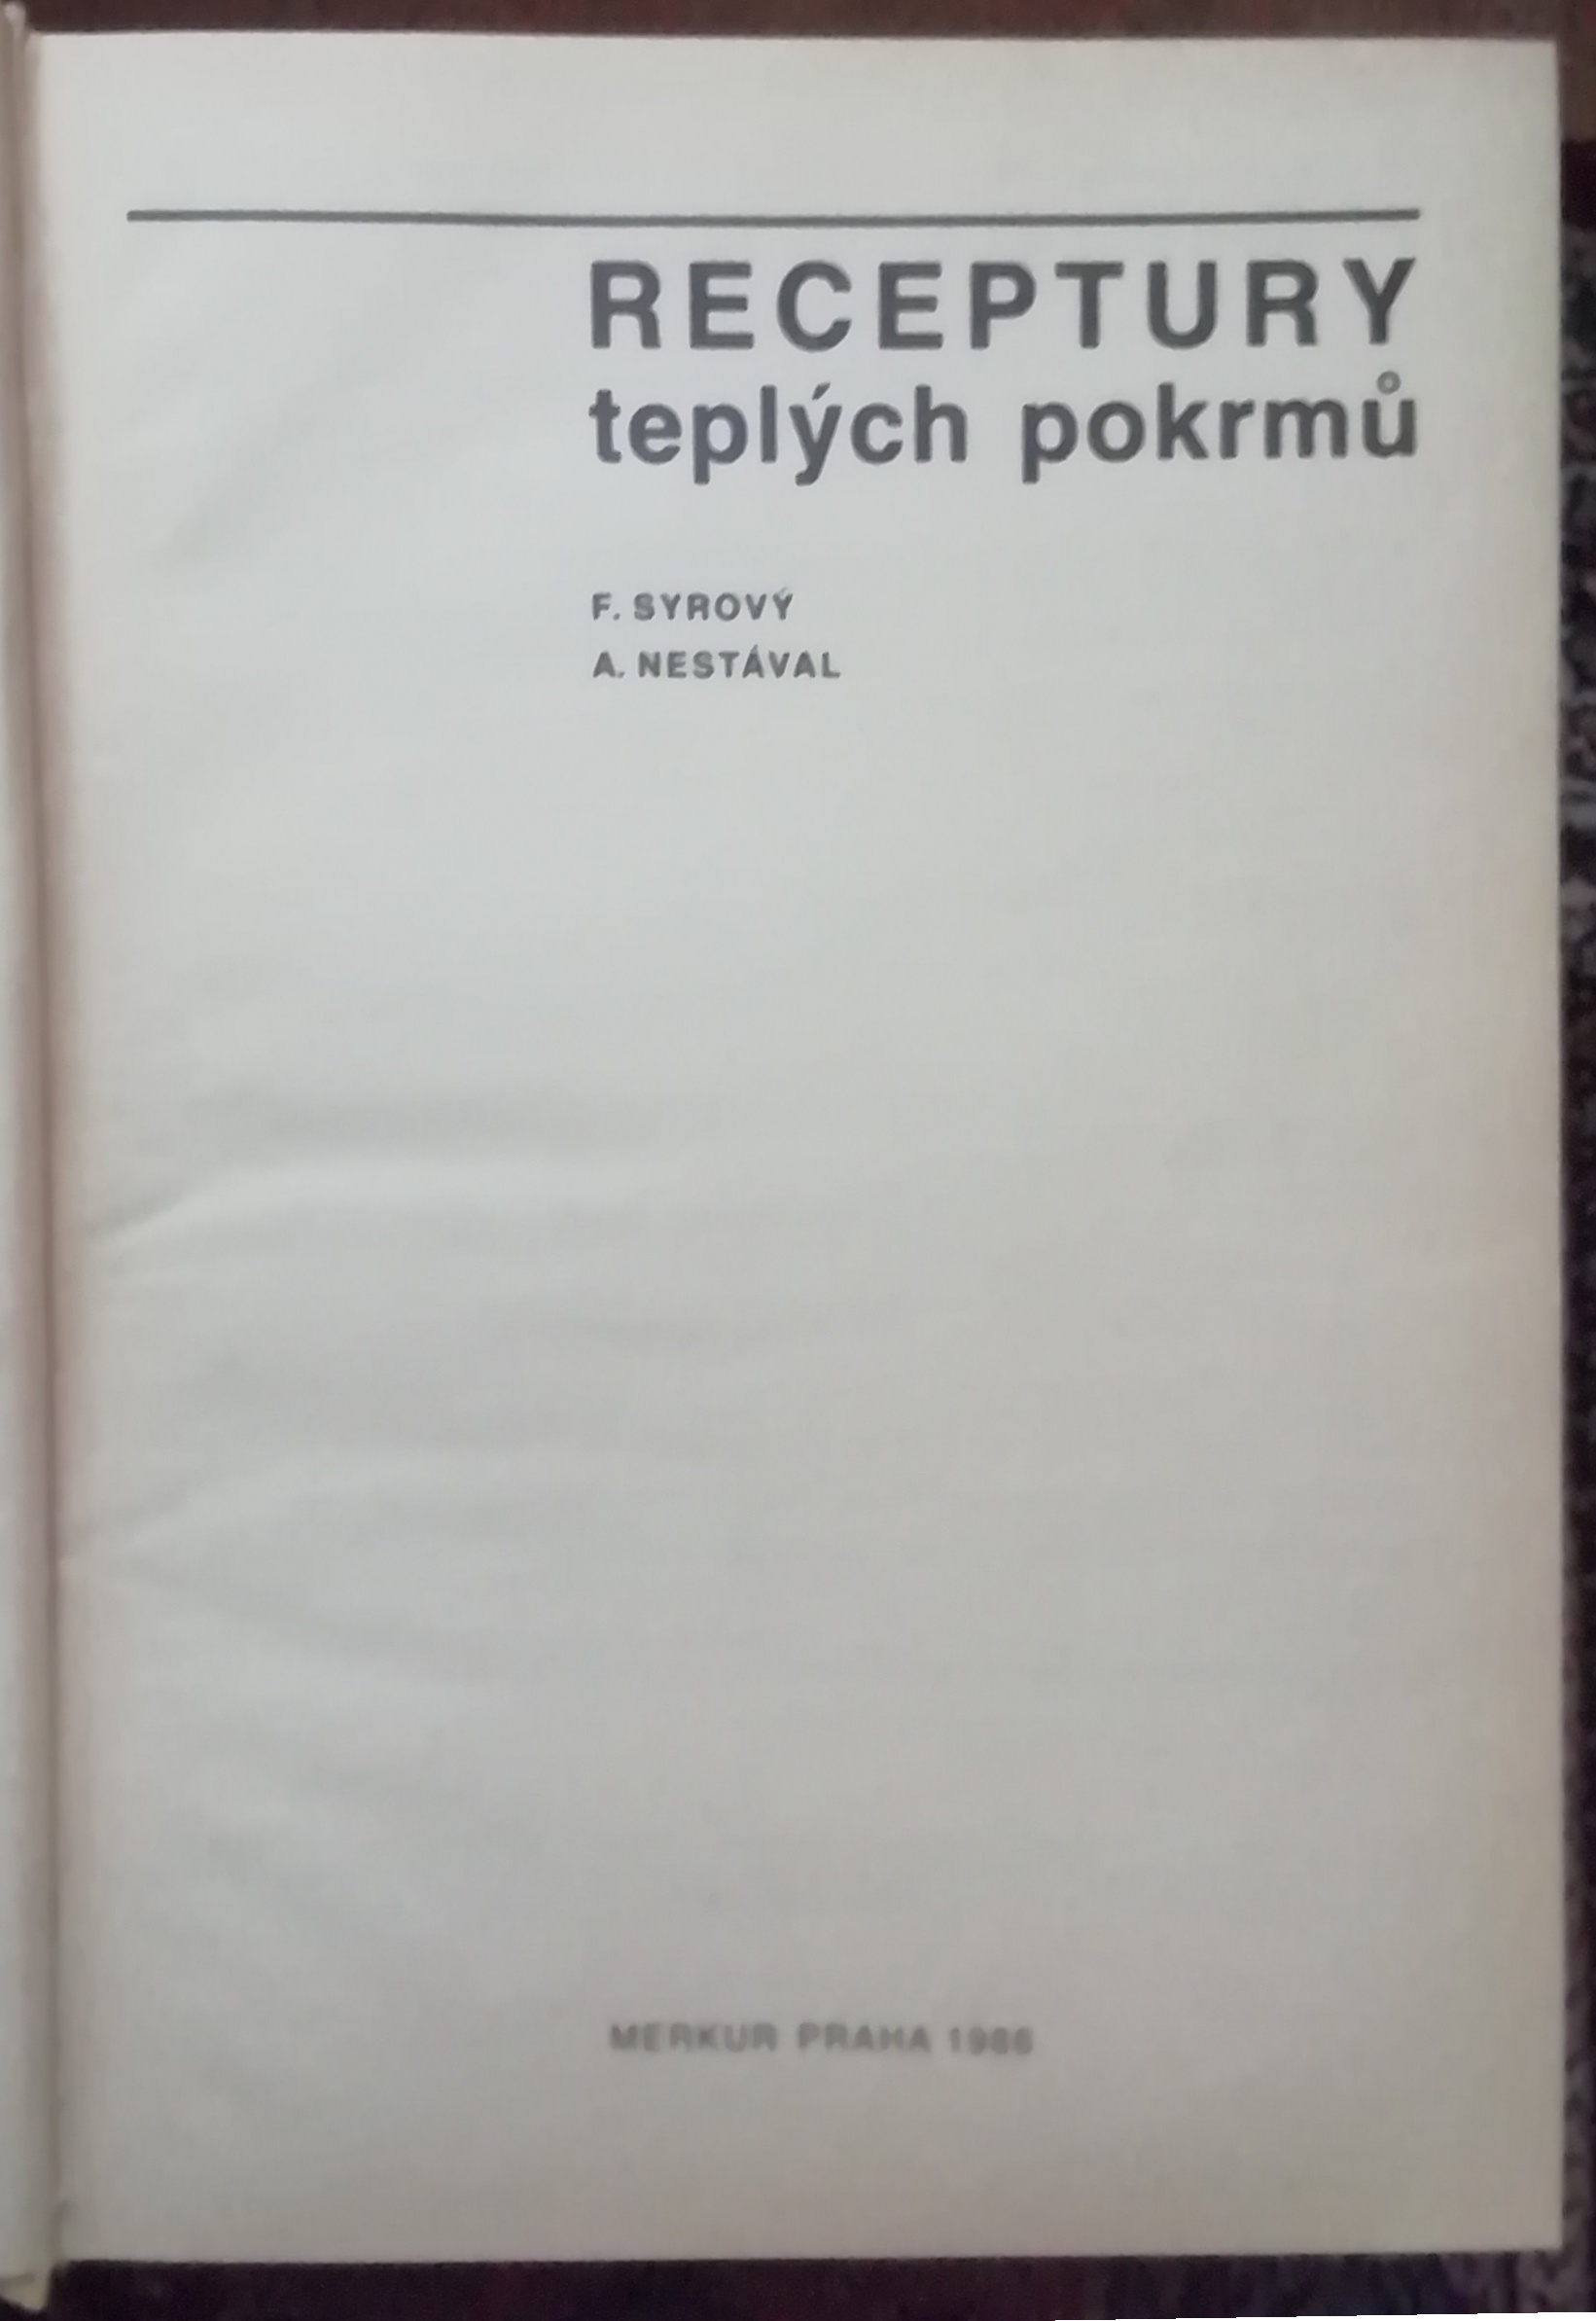 RECEPTURY
teplých pokrmů
F. SYROVÝ
A. NESTÁVAL
MERKUR PRAHA 1986